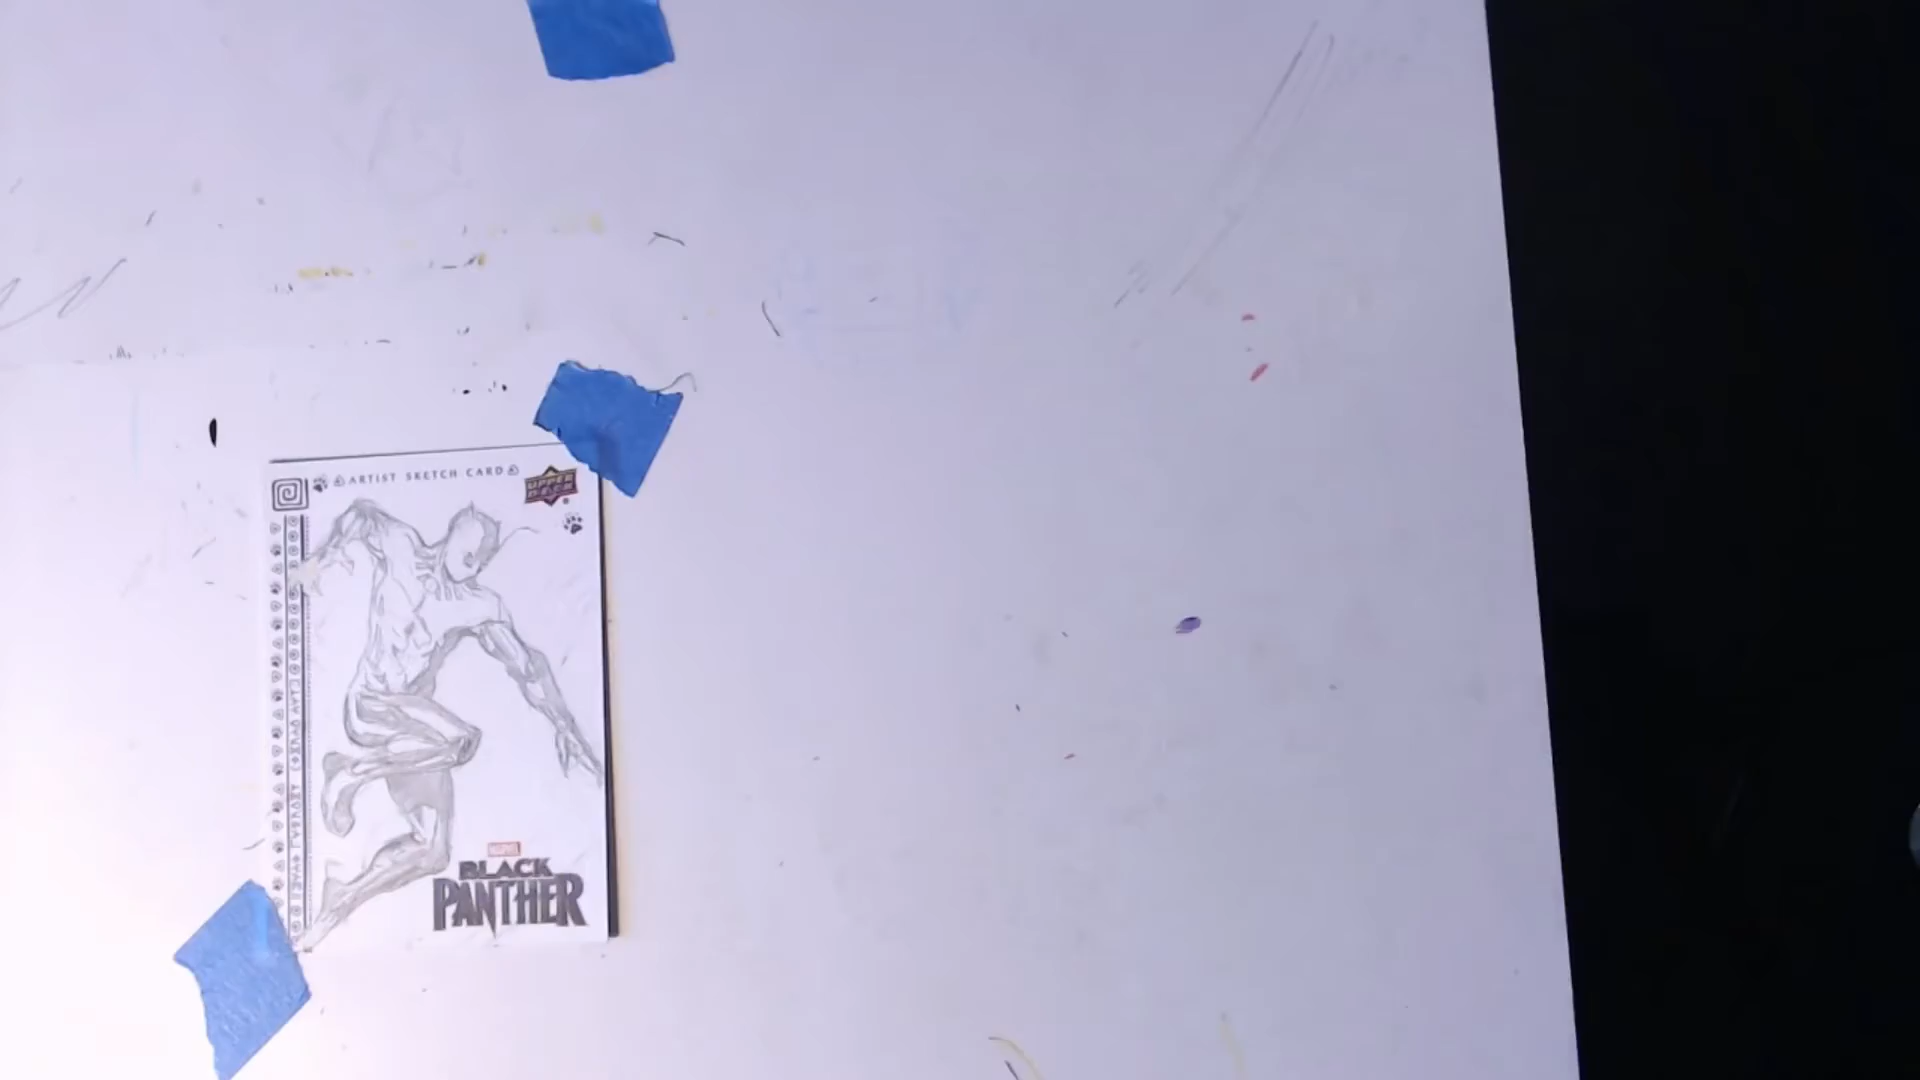 ARTIST SKETCH CARD
UPPER
DECK
MARVEL
BLACK
PANTHER